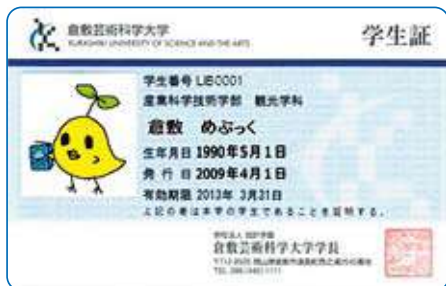 倉敷芸術科学大学
KURASHIKI UNIVERSITY OF SCIENCE AND THE ARTS
学生証
学生番号 LIB0001
産業科学技術学部 観光学科
倉敷 めぶっく
生年月日 1990年5月1日
発行日 2009年4月1日
有効期限 2013年 3月31日
上記の者は本学の学生であることを証明する。
学校法人
倉敷芸術科学大学学長